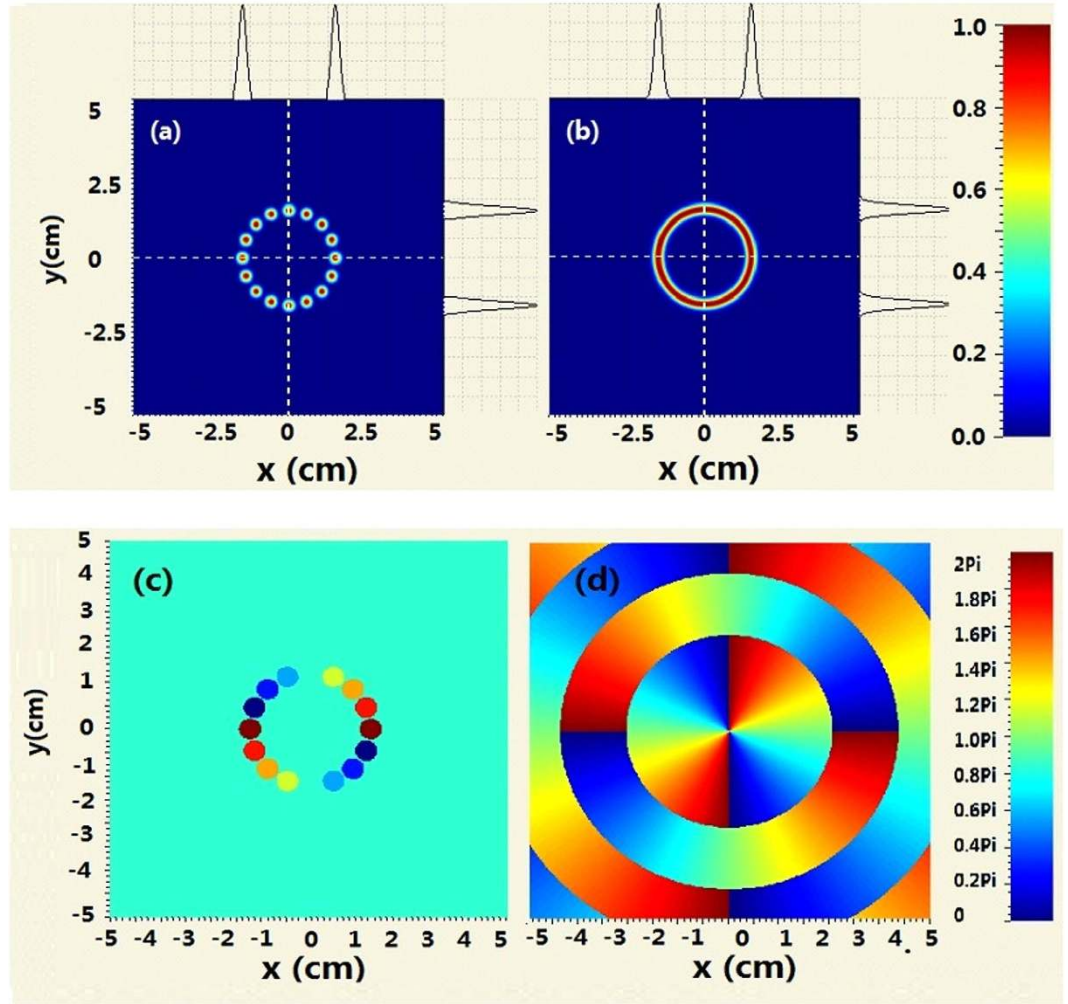 (a)
(b)
5
2.5
0
-2.5
-5
y(cm)
-5 -2.5 0 2.5 5
x (cm)
-5 -2.5 0 2.5 5
x (cm)
1.0
0.8
0.6
0.4
0.2
0.0
(c)
(d)
5
4
3
2
1
0
-1
-2
-3
-4
-5
y(cm)
-5 -4 -3 -2 -1 0 1 2 3 4 5
x (cm)
-5 -4 -3 -2 -1 0 1 2 3 4 5
x (cm)
2Pi
1.8Pi
1.6Pi
1.4Pi
1.2Pi
1.0Pi
0.8Pi
0.6Pi
0.4Pi
0.2Pi
0